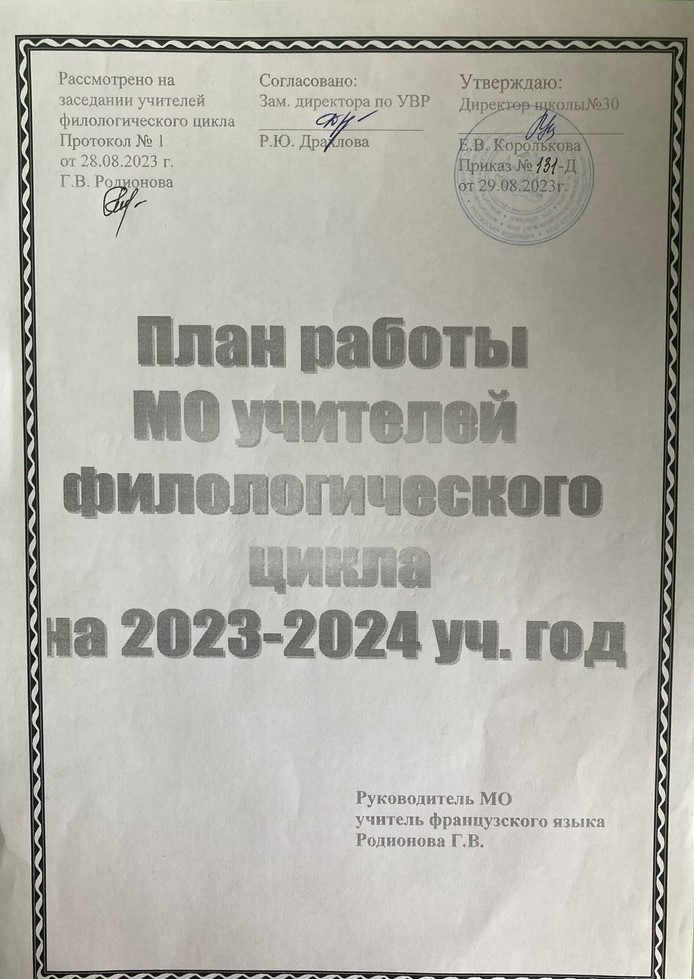 Рассмотрено на
заседании учителей
филологического цикла
Протокол № 1
от 28.08.2023 г.
Г.В. Родионова
Согласовано:
Зам. директора по УВР
Р.Ю. Драхлова
Утверждаю:
Директор школы№30
Е.В. Королькова
Приказ № 131-Д
от 29.08.2023г.
План работы
МО учителей
филологического
цикла
на 2023-2024 уч. год
Руководитель МО
учитель французского языка
Родионова Г.В.